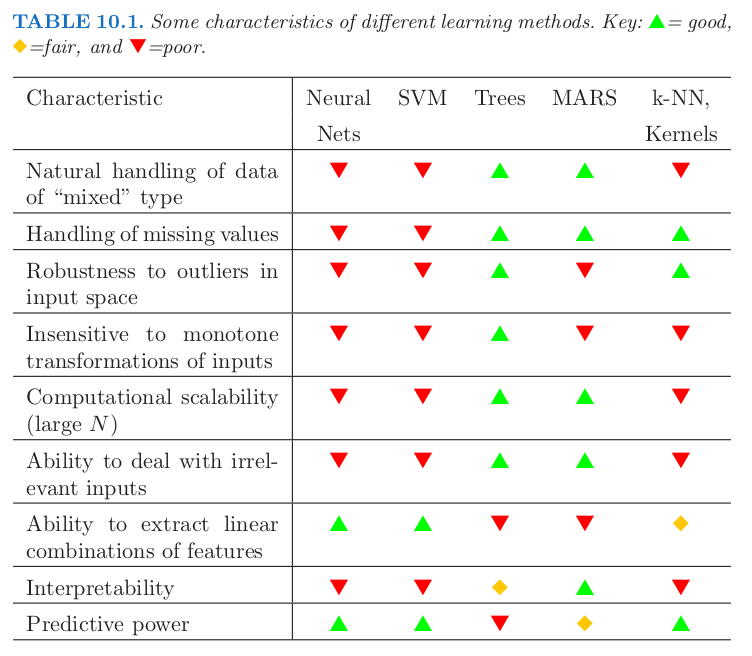 TABLE 10.1. Some characteristics of different learning methods. Key: ▲= good,
◆=fair, and ▼=poor.
Characteristic Neural SVM Trees MARS k-NN,
Nets Kernels
Natural handling of data ▼ ▼ ▲ ▲ ▼
of “mixed” type
Handling of missing values ▼ ▼ ▲ ▲ ▲
Robustness to outliers in ▼ ▼ ▲ ▼ ▲
input space
Insensitive to monotone ▼ ▼ ▲ ▼ ▼
transformations of inputs
Computational scalability ▼ ▼ ▲ ▲ ▼
(large N)
Ability to deal with irrel- ▼ ▼ ▲ ▲ ▼
evant inputs
Ability to extract linear ▲ ▲ ▼ ▼ ◆
combinations of features
Interpretability ▼ ▼ ◆ ▲ ▼
Predictive power ▲ ▲ ▼ ◆ ▲